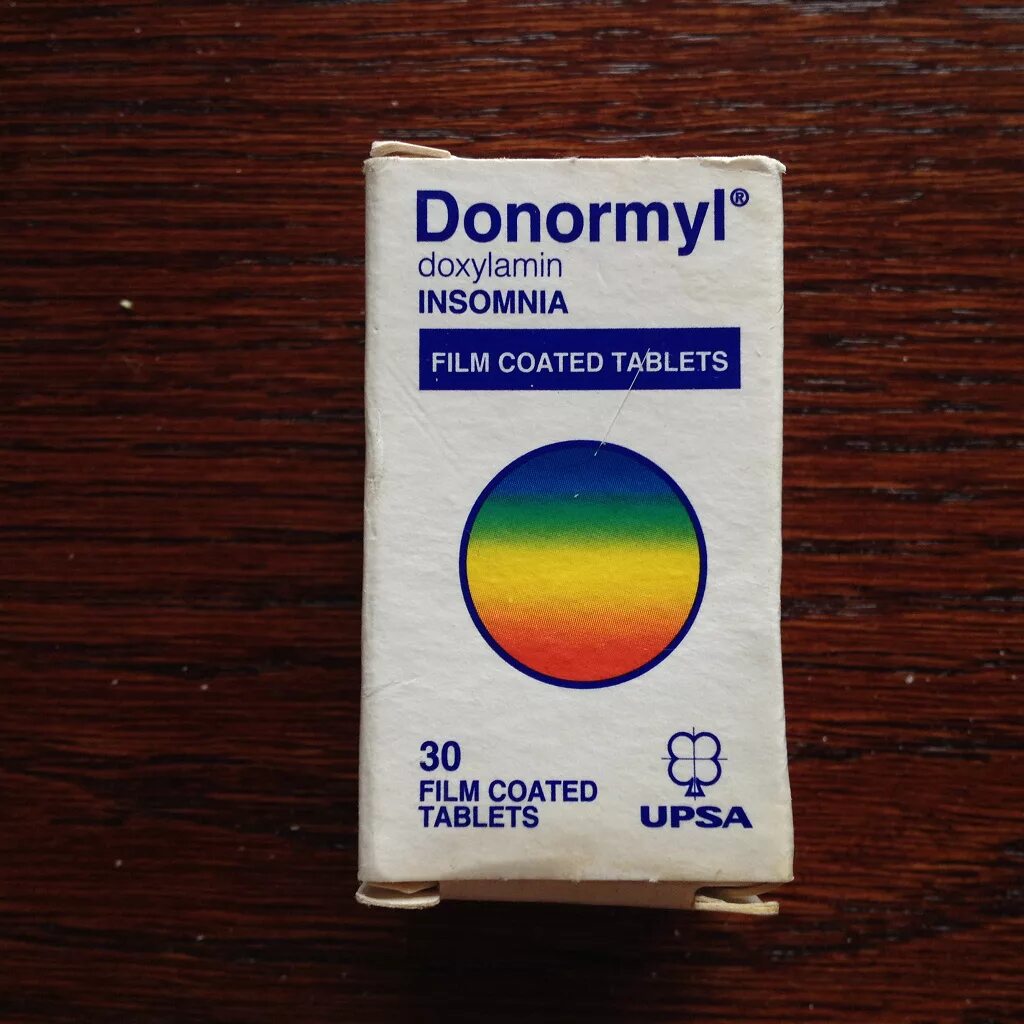 Donormyl®
doxylamin
INSOMNIA
FILM COATED TABLETS
30
FILM COATED
TABLETS
UPSA